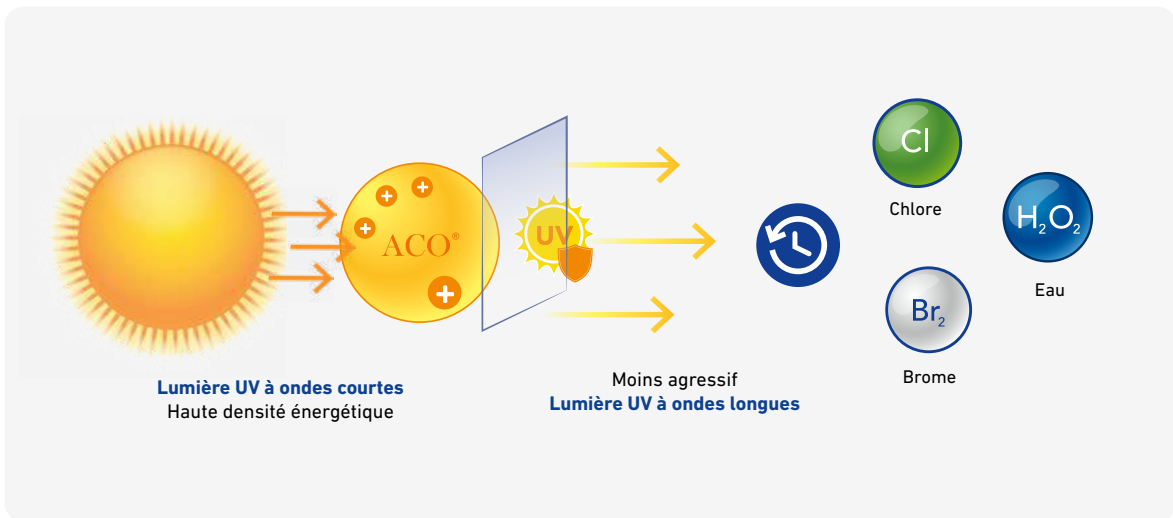 ACO®
UV
Cl
Chlore
H₂O₂
Eau
Br₂
Brome
Lumière UV à ondes courtes
Haute densité énergétique
Moins agressif
Lumière UV à ondes longues